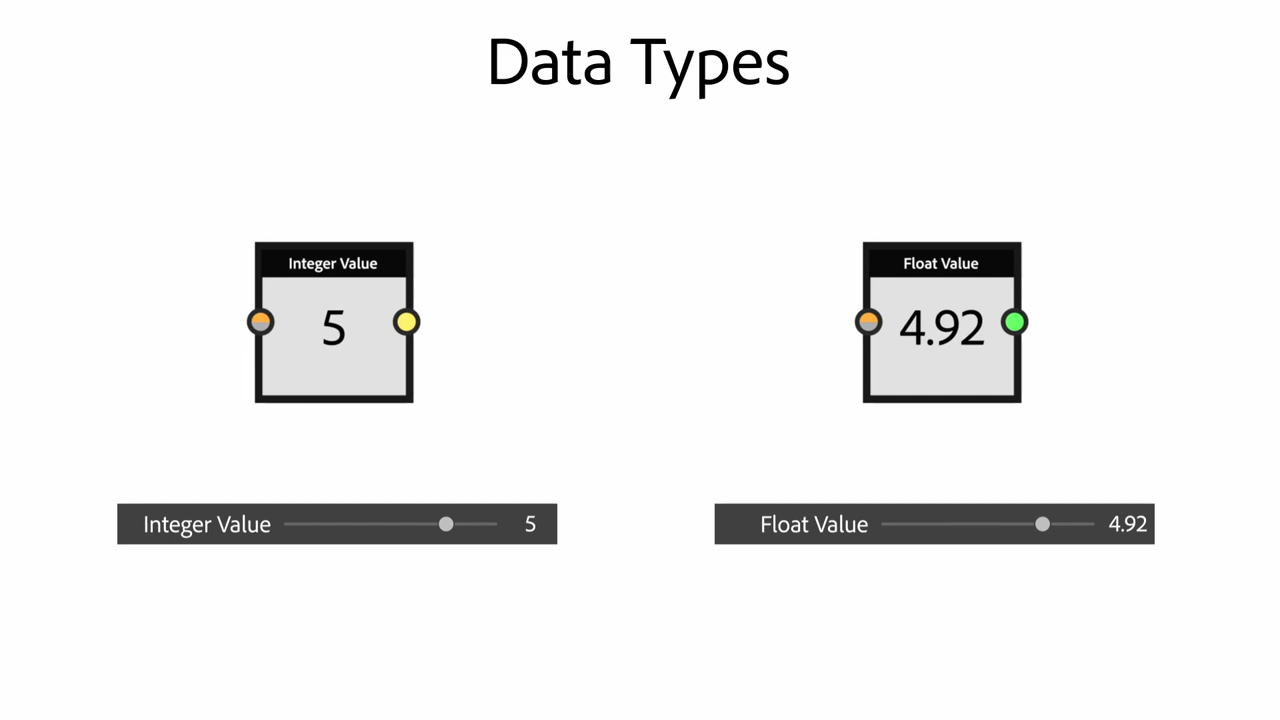 Data Types
Integer Value
5
Float Value
4.92
Integer Value 5
Float Value 4.92